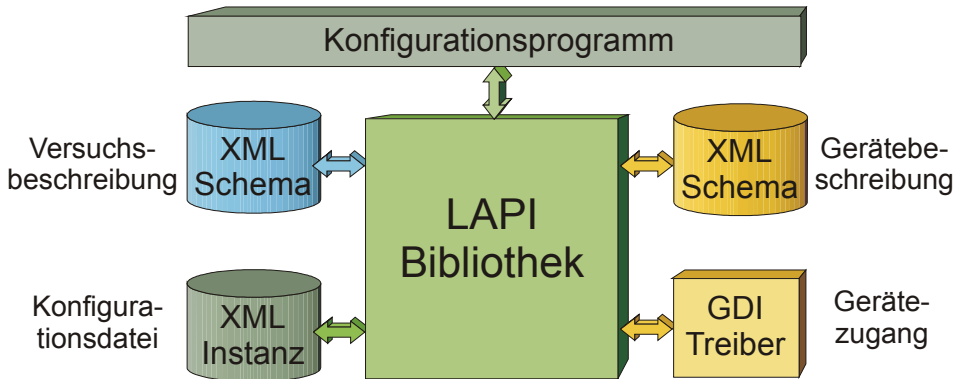 Konfigurationsprogramm
Versuchs-
beschreibung
XML
Schema
LAPI
Bibliothek
XML
Schema
Gerätebe-
schreibung
Konfigura-
tionsdatei
XML
Instanz
GDI
Treiber
Geräte-
zugang